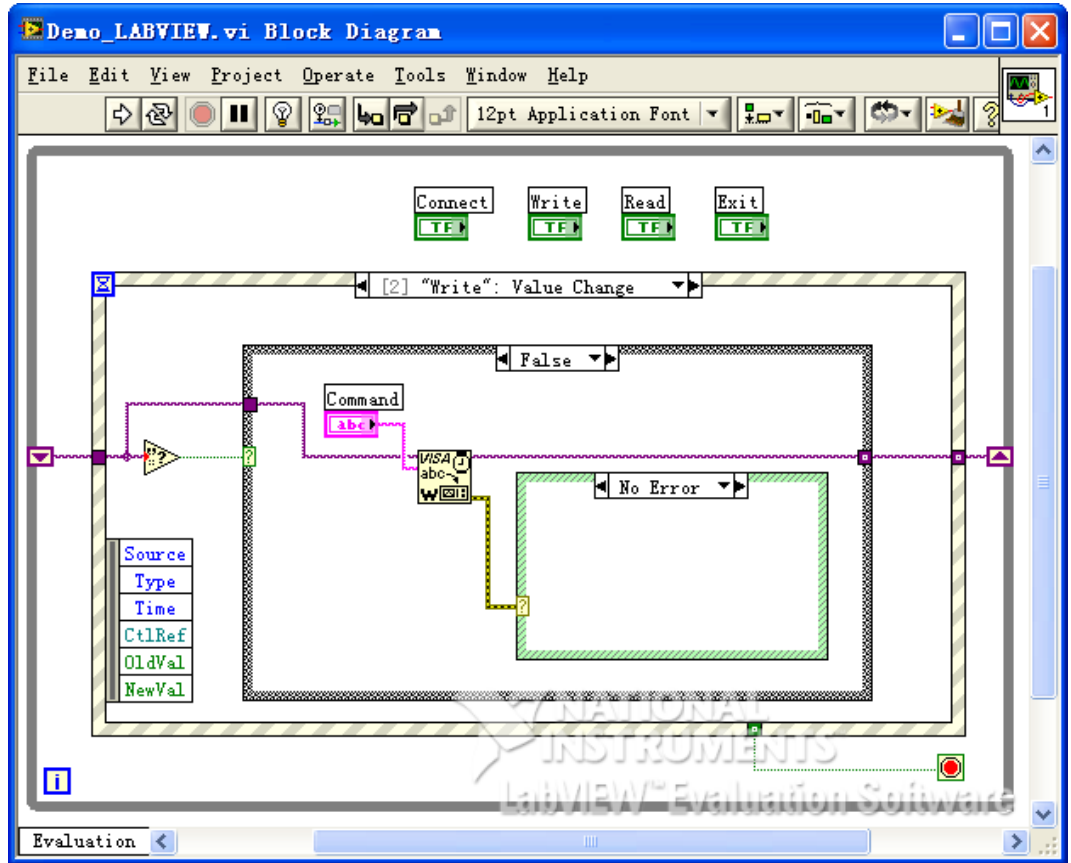 Demo_LABVIEW.vi Block Diagram
File Edit View Project Operate Tools Window Help
12pt Application Font ?
1
Connect Write Read Exit
TF TF TF TF
[2] "Write": Value Change
False
Command
abc
"?
?
VISA
abc
W
No Error
?
Source
Type
Time
CtlRef
OldVal
NewVal
i
NATIONAL
INSTRUMENTS
LabVIEW™ Evaluation Software
Evaluation